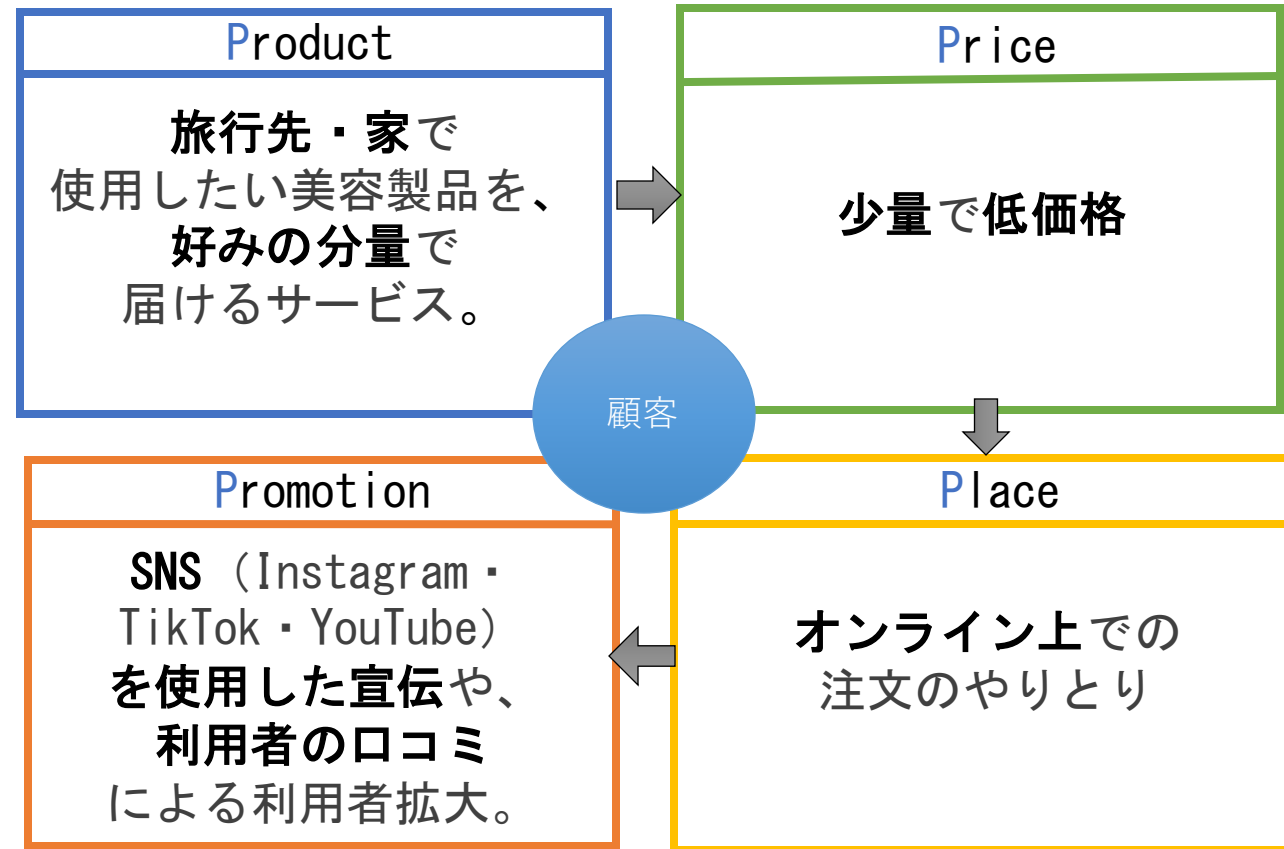 Product
旅行先・家で
使用したい美容製品を、
好みの分量で
届けるサービス。
Price
少量で低価格
顧客
Promotion
SNS（Instagram・
TikTok・YouTube）
を使用した宣伝や、
利用者の口コミ
による利用者拡大。
Place
オンライン上での
注文のやりとり